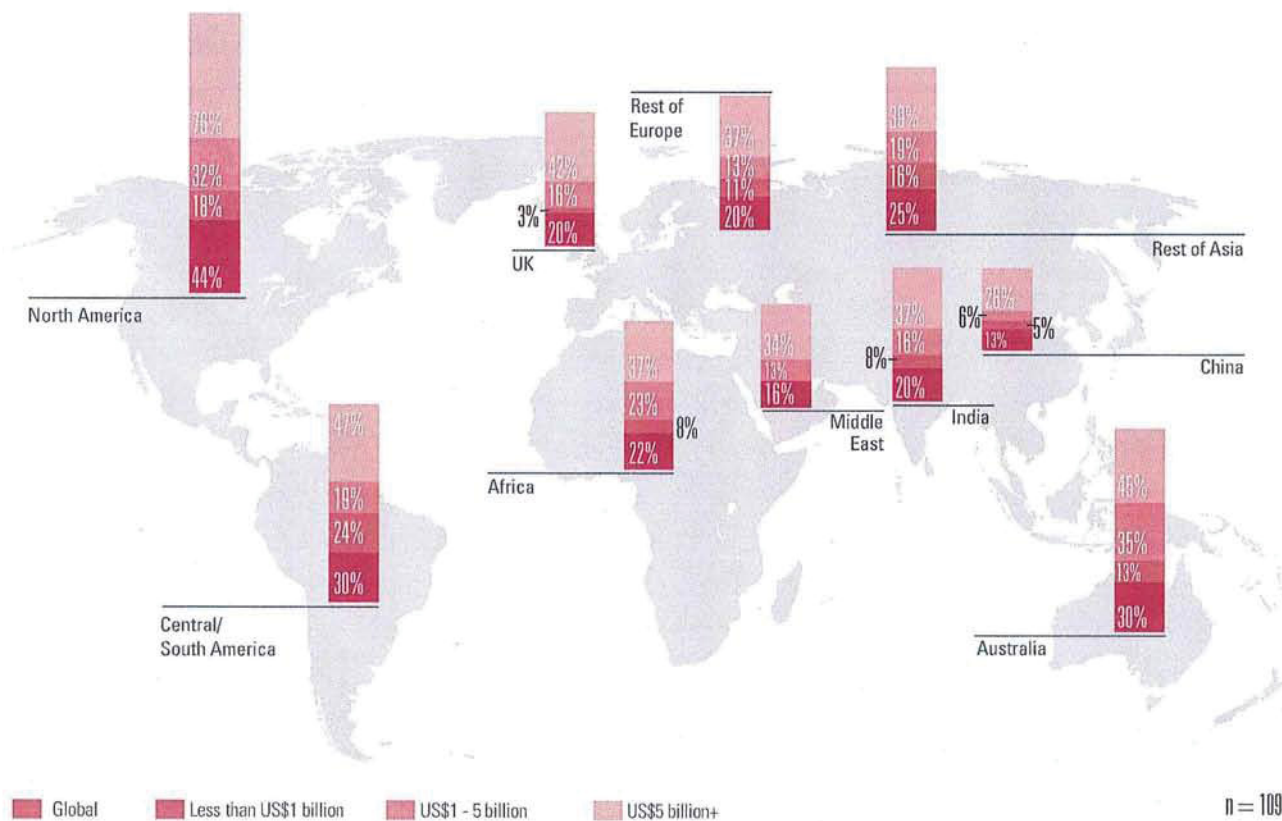 76%
32%
18%
44%
North America
42%
16%
3%
20%
UK
Rest of
Europe
37%
13%
11%
20%
38%
19%
16%
25%
Rest of Asia
37%
23%
8%
22%
Africa
34%
13%
16%
Middle
East
37%
16%
8%
20%
India
28%
6%
5%
13%
China
47%
19%
24%
30%
Central/
South America
35%
13%
30%
Australia
Global
Less than US$1 billion
US$1 - 5 billion
US$5 billion+
n = 109